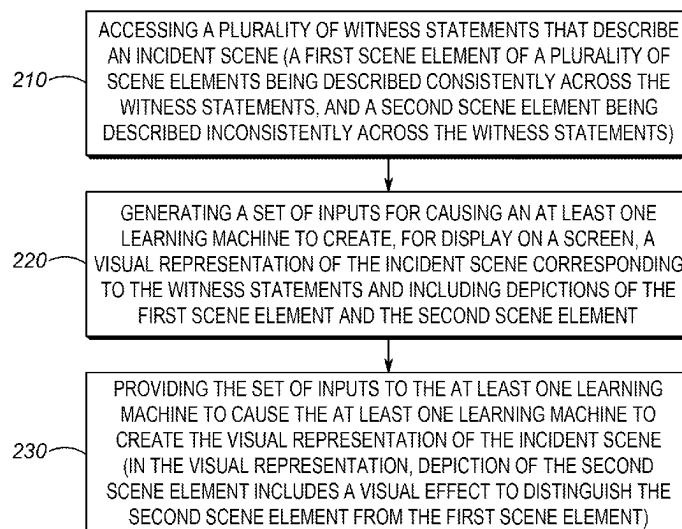 210
ACCESSING A PLURALITY OF WITNESS STATEMENTS THAT DESCRIBE
AN INCIDENT SCENE (A FIRST SCENE ELEMENT OF A PLURALITY OF
SCENE ELEMENTS BEING DESCRIBED CONSISTENTLY ACROSS THE
WITNESS STATEMENTS, AND A SECOND SCENE ELEMENT BEING
DESCRIBED INCONSISTENTLY ACROSS THE WITNESS STATEMENTS)
220
GENERATING A SET OF INPUTS FOR CAUSING AN AT LEAST ONE
LEARNING MACHINE TO CREATE, FOR DISPLAY ON A SCREEN, A
VISUAL REPRESENTATION OF THE INCIDENT SCENE CORRESPONDING
TO THE WITNESS STATEMENTS AND INCLUDING DEPICTIONS OF THE
FIRST SCENE ELEMENT AND THE SECOND SCENE ELEMENT
230
PROVIDING THE SET OF INPUTS TO THE AT LEAST ONE LEARNING
MACHINE TO CAUSE THE AT LEAST ONE LEARNING MACHINE TO
CREATE THE VISUAL REPRESENTATION OF THE INCIDENT SCENE
(IN THE VISUAL REPRESENTATION, DEPICTION OF THE SECOND
SCENE ELEMENT INCLUDES A VISUAL EFFECT TO DISTINGUISH THE
SECOND SCENE ELEMENT FROM THE FIRST SCENE ELEMENT)